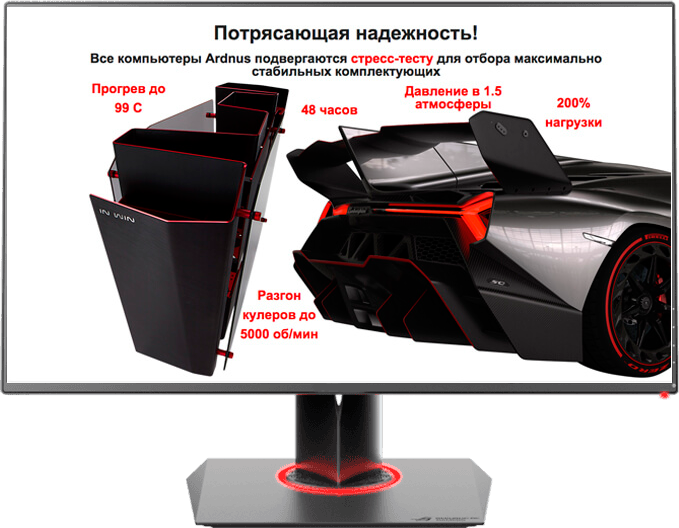 Потрясающая надежность!
Все компьютеры Ardnus подвергаются стресс-тесту для отбора максимально
стабильных комплектующих
Прогрев до
99 С
48 часов
Давление в 1.5
атмосферы
200%
нагрузки
IN WIN
Разгон
кулеров до
5000 об/мин